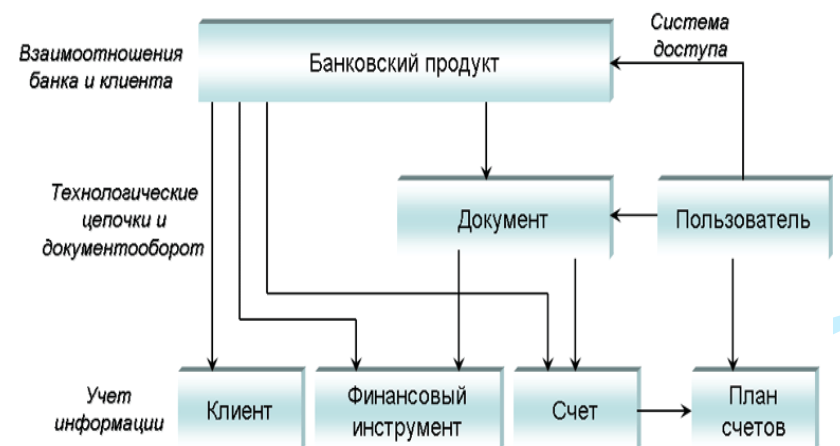 Система
доступа
Взаимоотношения
банка и клиента
Банковский продукт
Технологические
цепочки и
документооборот
Документ
Пользователь
Учет
информации
Клиент
Финансовый
инструмент
Счет
План
счетов